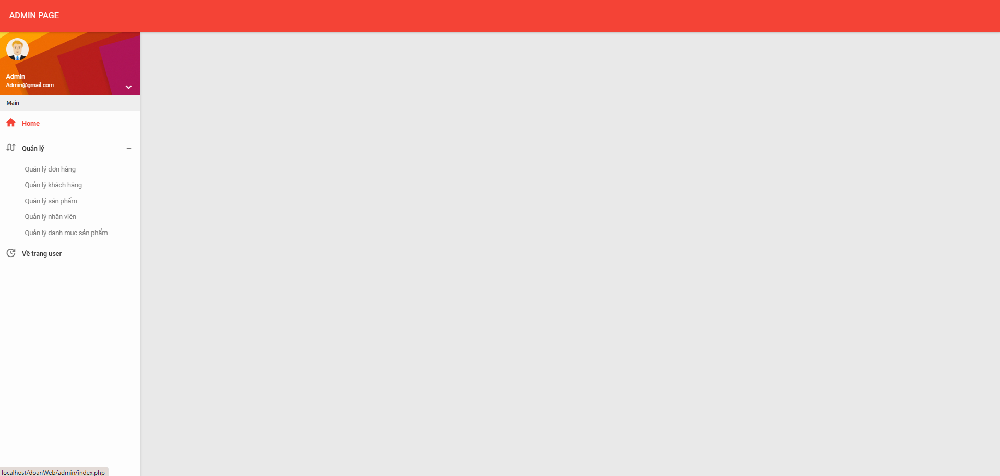 ADMIN PAGE
Admin
Admin@gmail.com
Main
Home
Quản lý
Quản lý đơn hàng
Quản lý khách hàng
Quản lý sản phẩm
Quản lý nhân viên
Quản lý danh mục sản phẩm
Về trang user
localhost/doanWeb/admin/index.php